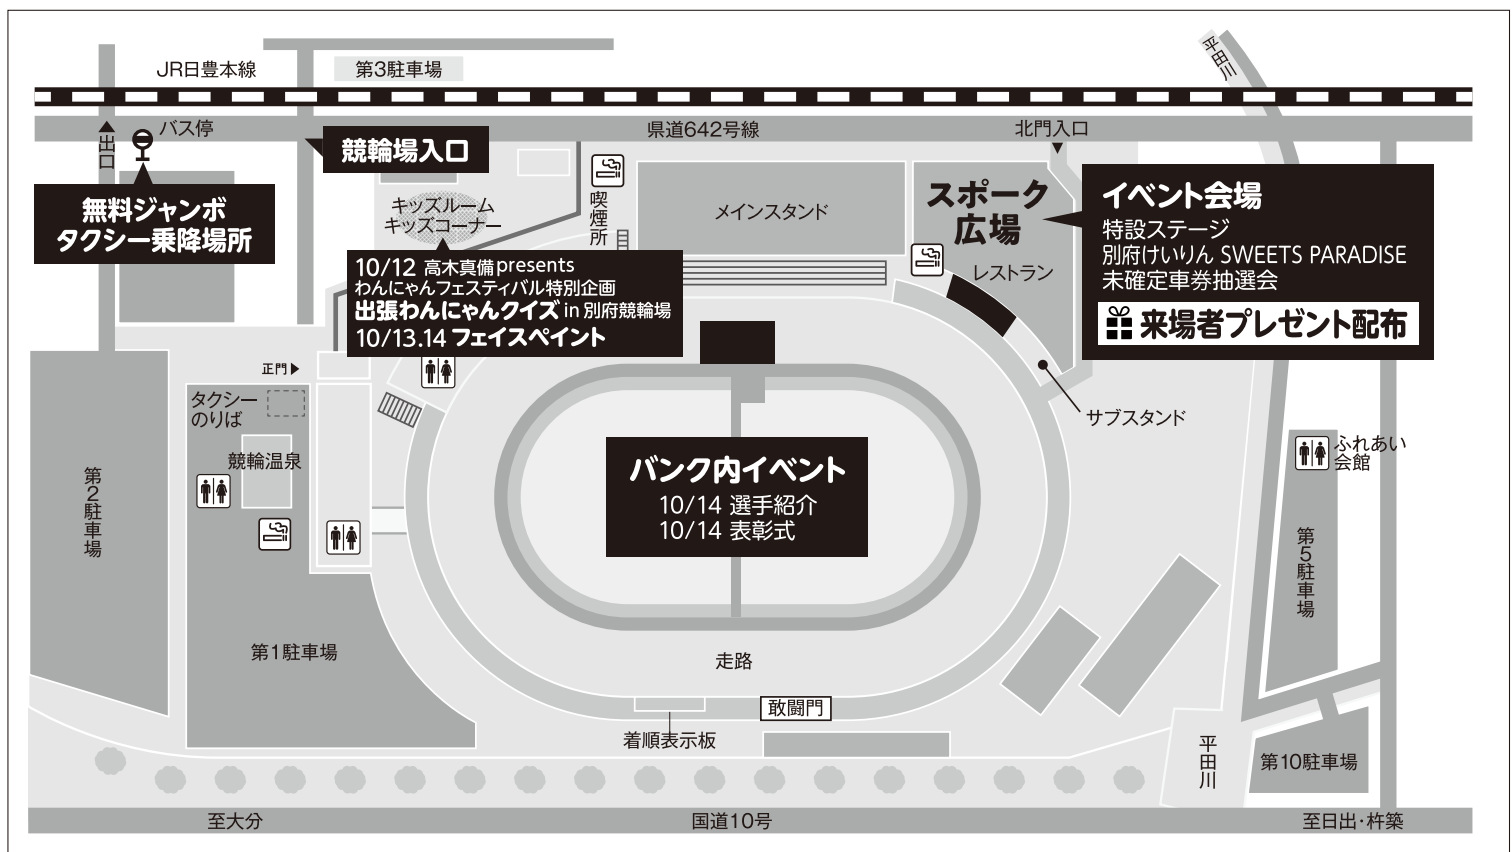 平田川
JR日豊本線
第3駐車場
出口
バス停
県道642号線
北門入口
競輪場入口
無料ジャンボ
タクシー乗降場所
キッズルーム
キッズコーナー
喫煙所
メインスタンド
スポーク
広場
レストラン
イベント会場
特設ステージ
別府けいりん SWEETS PARADISE
未確定車券抽選会
来場者プレゼント配布
10/12 高木真備presents
わんにゃんフェスティバル特別企画
出張わんにゃんクイズ in 別府競輪場
10/13.14 フェイスペイント
正門
タクシー
のりば
競輪温泉
サブスタンド
ふれあい
会館
バンク内イベント
10/14 選手紹介
10/14 表彰式
第2駐車場
第5駐車場
第1駐車場
走路
敢闘門
着順表示板
平田川
第10駐車場
至大分
国道10号
至日出・杵築